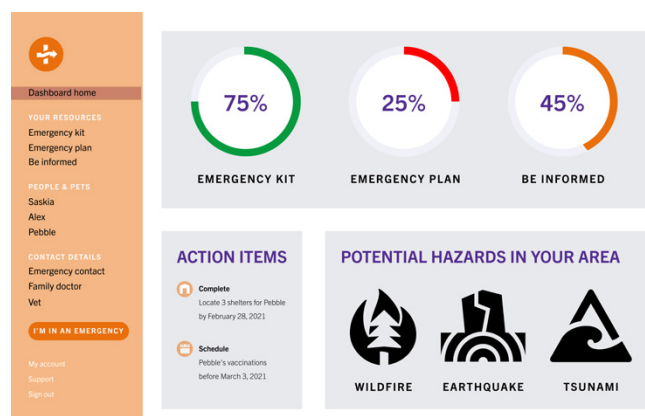 Dashboard home
YOUR RESOURCES
Emergency kit
Emergency plan
Be informed
PEOPLE & PETS
Saskia
Alex
Pebble
CONTACT DETAILS
Emergency contact
Family doctor
Vet
I'M IN AN EMERGENCY
My account
Support
Sign out
75%
25%
45%
EMERGENCY KIT
EMERGENCY PLAN
BE INFORMED
ACTION ITEMS
Complete
Locate 3 shelters for Pebble
by February 28, 2021
Schedule
Pebble's vaccinations
before March 3, 2021
POTENTIAL HAZARDS IN YOUR AREA
WILDFIRE
EARTHQUAKE
TSUNAMI